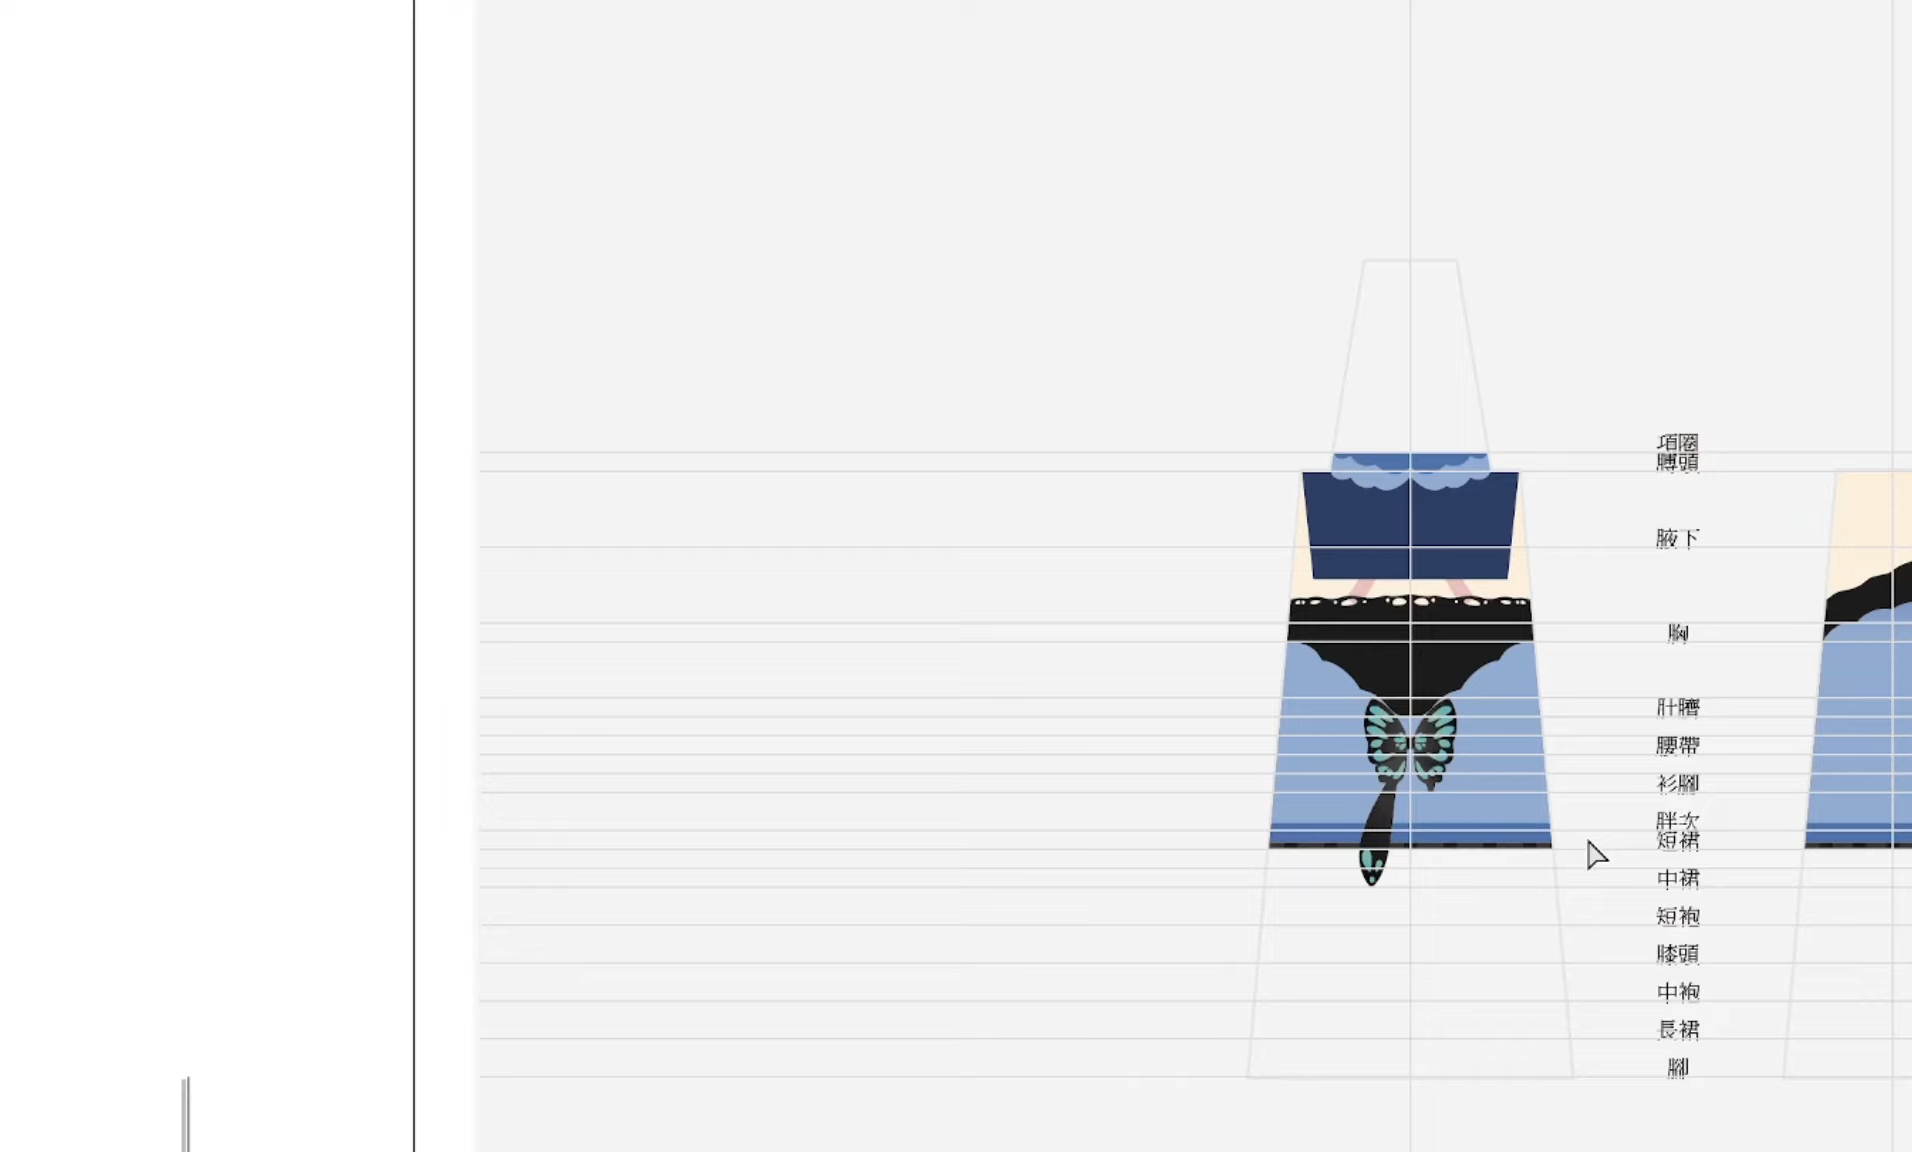 項圈
膊頭
腋下
胸
肚臍
腰帶
衫腳
胖次
短裙
中裙
短袍
膝頭
中袍
長裙
腳